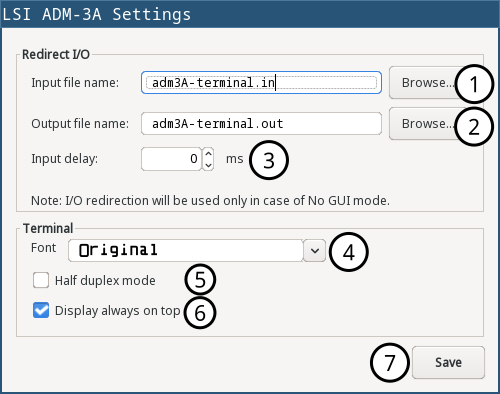 LSI ADM-3A Settings
Redirect I/O
Input file name: adm3A-terminal.in Browse... 1
Output file name: adm3A-terminal.out Browse... 2
Input delay: 0 ms 3
Note: I/O redirection will be used only in case of No GUI mode.
Terminal
Font Original 4
Half duplex mode 5
Display always on top 6
7 Save